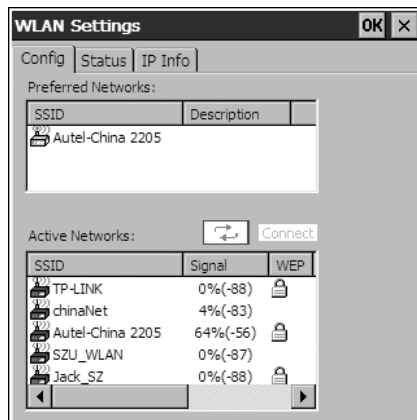 WLAN Settings OK ×
Config Status IP Info
Preferred Networks:
SSID Description
Autel-China 2205
Active Networks: Connect
SSID Signal WEP
TP-LINK 0%(-88)
chinaNet 4%(-83)
Autel-China 2205 64%(-56)
SZU_WLAN 0%(-87)
Jack_SZ 0%(-88)